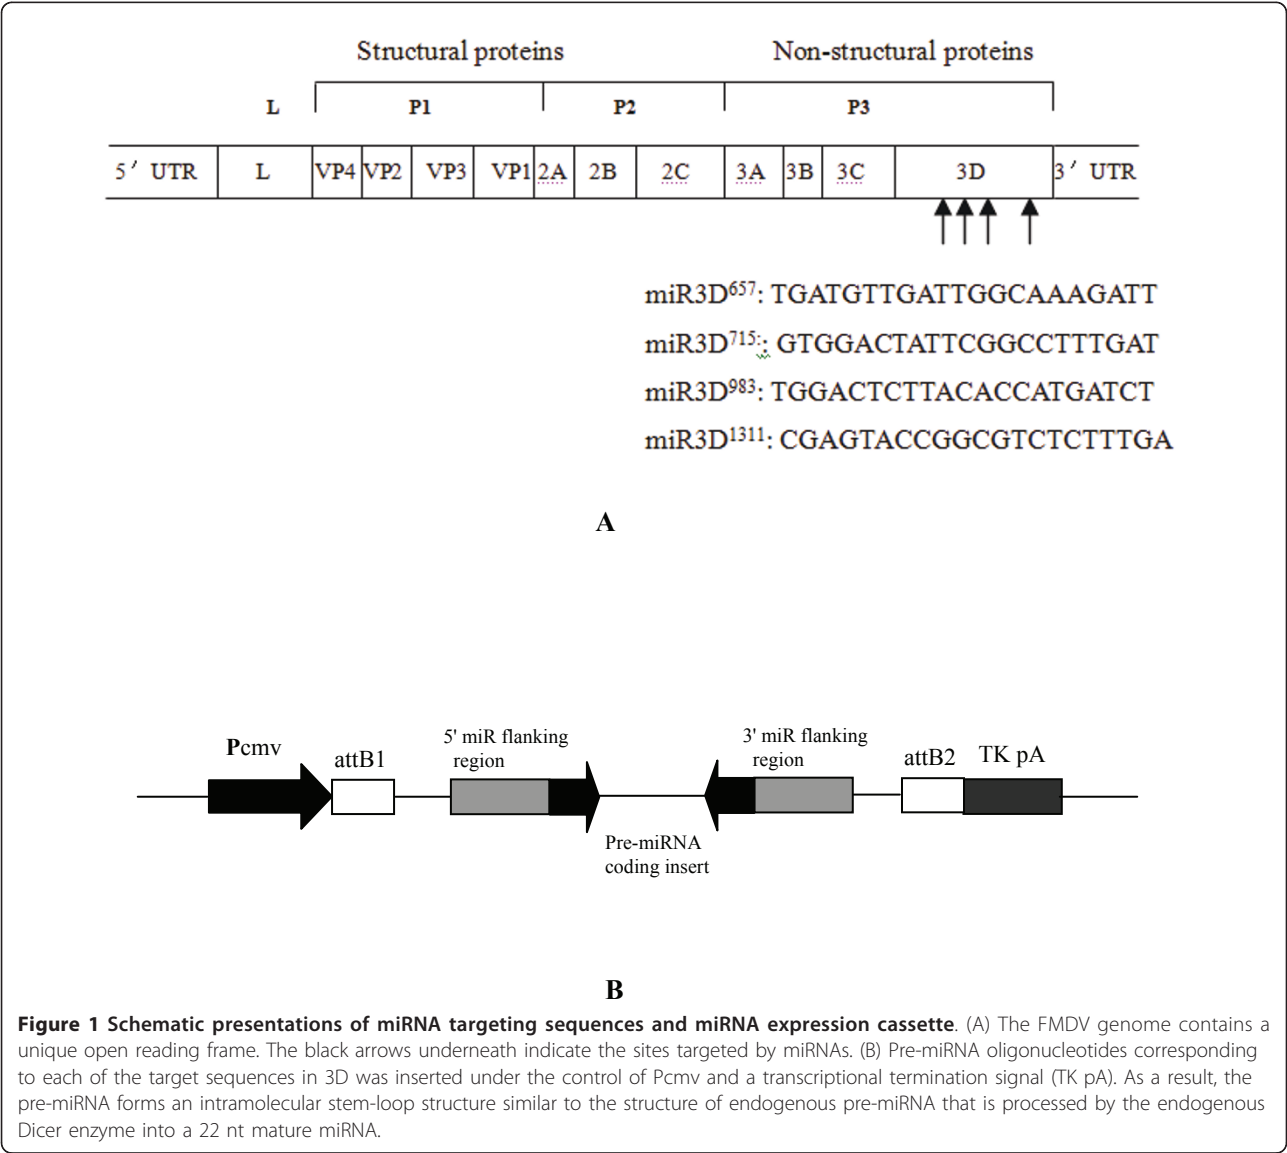 Structural proteins Non-structural proteins
L P1 P2 P3
5′ UTR L VP4 VP2 VP3 VP1 2A 2B 2C 3A 3B 3C 3D 3′ UTR
miR3D657: TGATGTTGATTGGCAAAGATT
miR3D715:: GTGGACTATTCGGCCTTTGAT
miR3D983: TGGACTCTTACACCATGATCT
miR3D1311: CGAGTACCGGCGTCTCTTTGA
A
Pcmv attB1 5' miR flanking region 3' miR flanking region attB2 TK pA
Pre-miRNA
coding insert
B
Figure 1 Schematic presentations of miRNA targeting sequences and miRNA expression cassette. (A) The FMDV genome contains a
unique open reading frame. The black arrows underneath indicate the sites targeted by miRNAs. (B) Pre-miRNA oligonucleotides corresponding
to each of the target sequences in 3D was inserted under the control of Pcmv and a transcriptional termination signal (TK pA). As a result, the
pre-miRNA forms an intramolecular stem-loop structure similar to the structure of endogenous pre-miRNA that is processed by the endogenous
Dicer enzyme into a 22 nt mature miRNA.